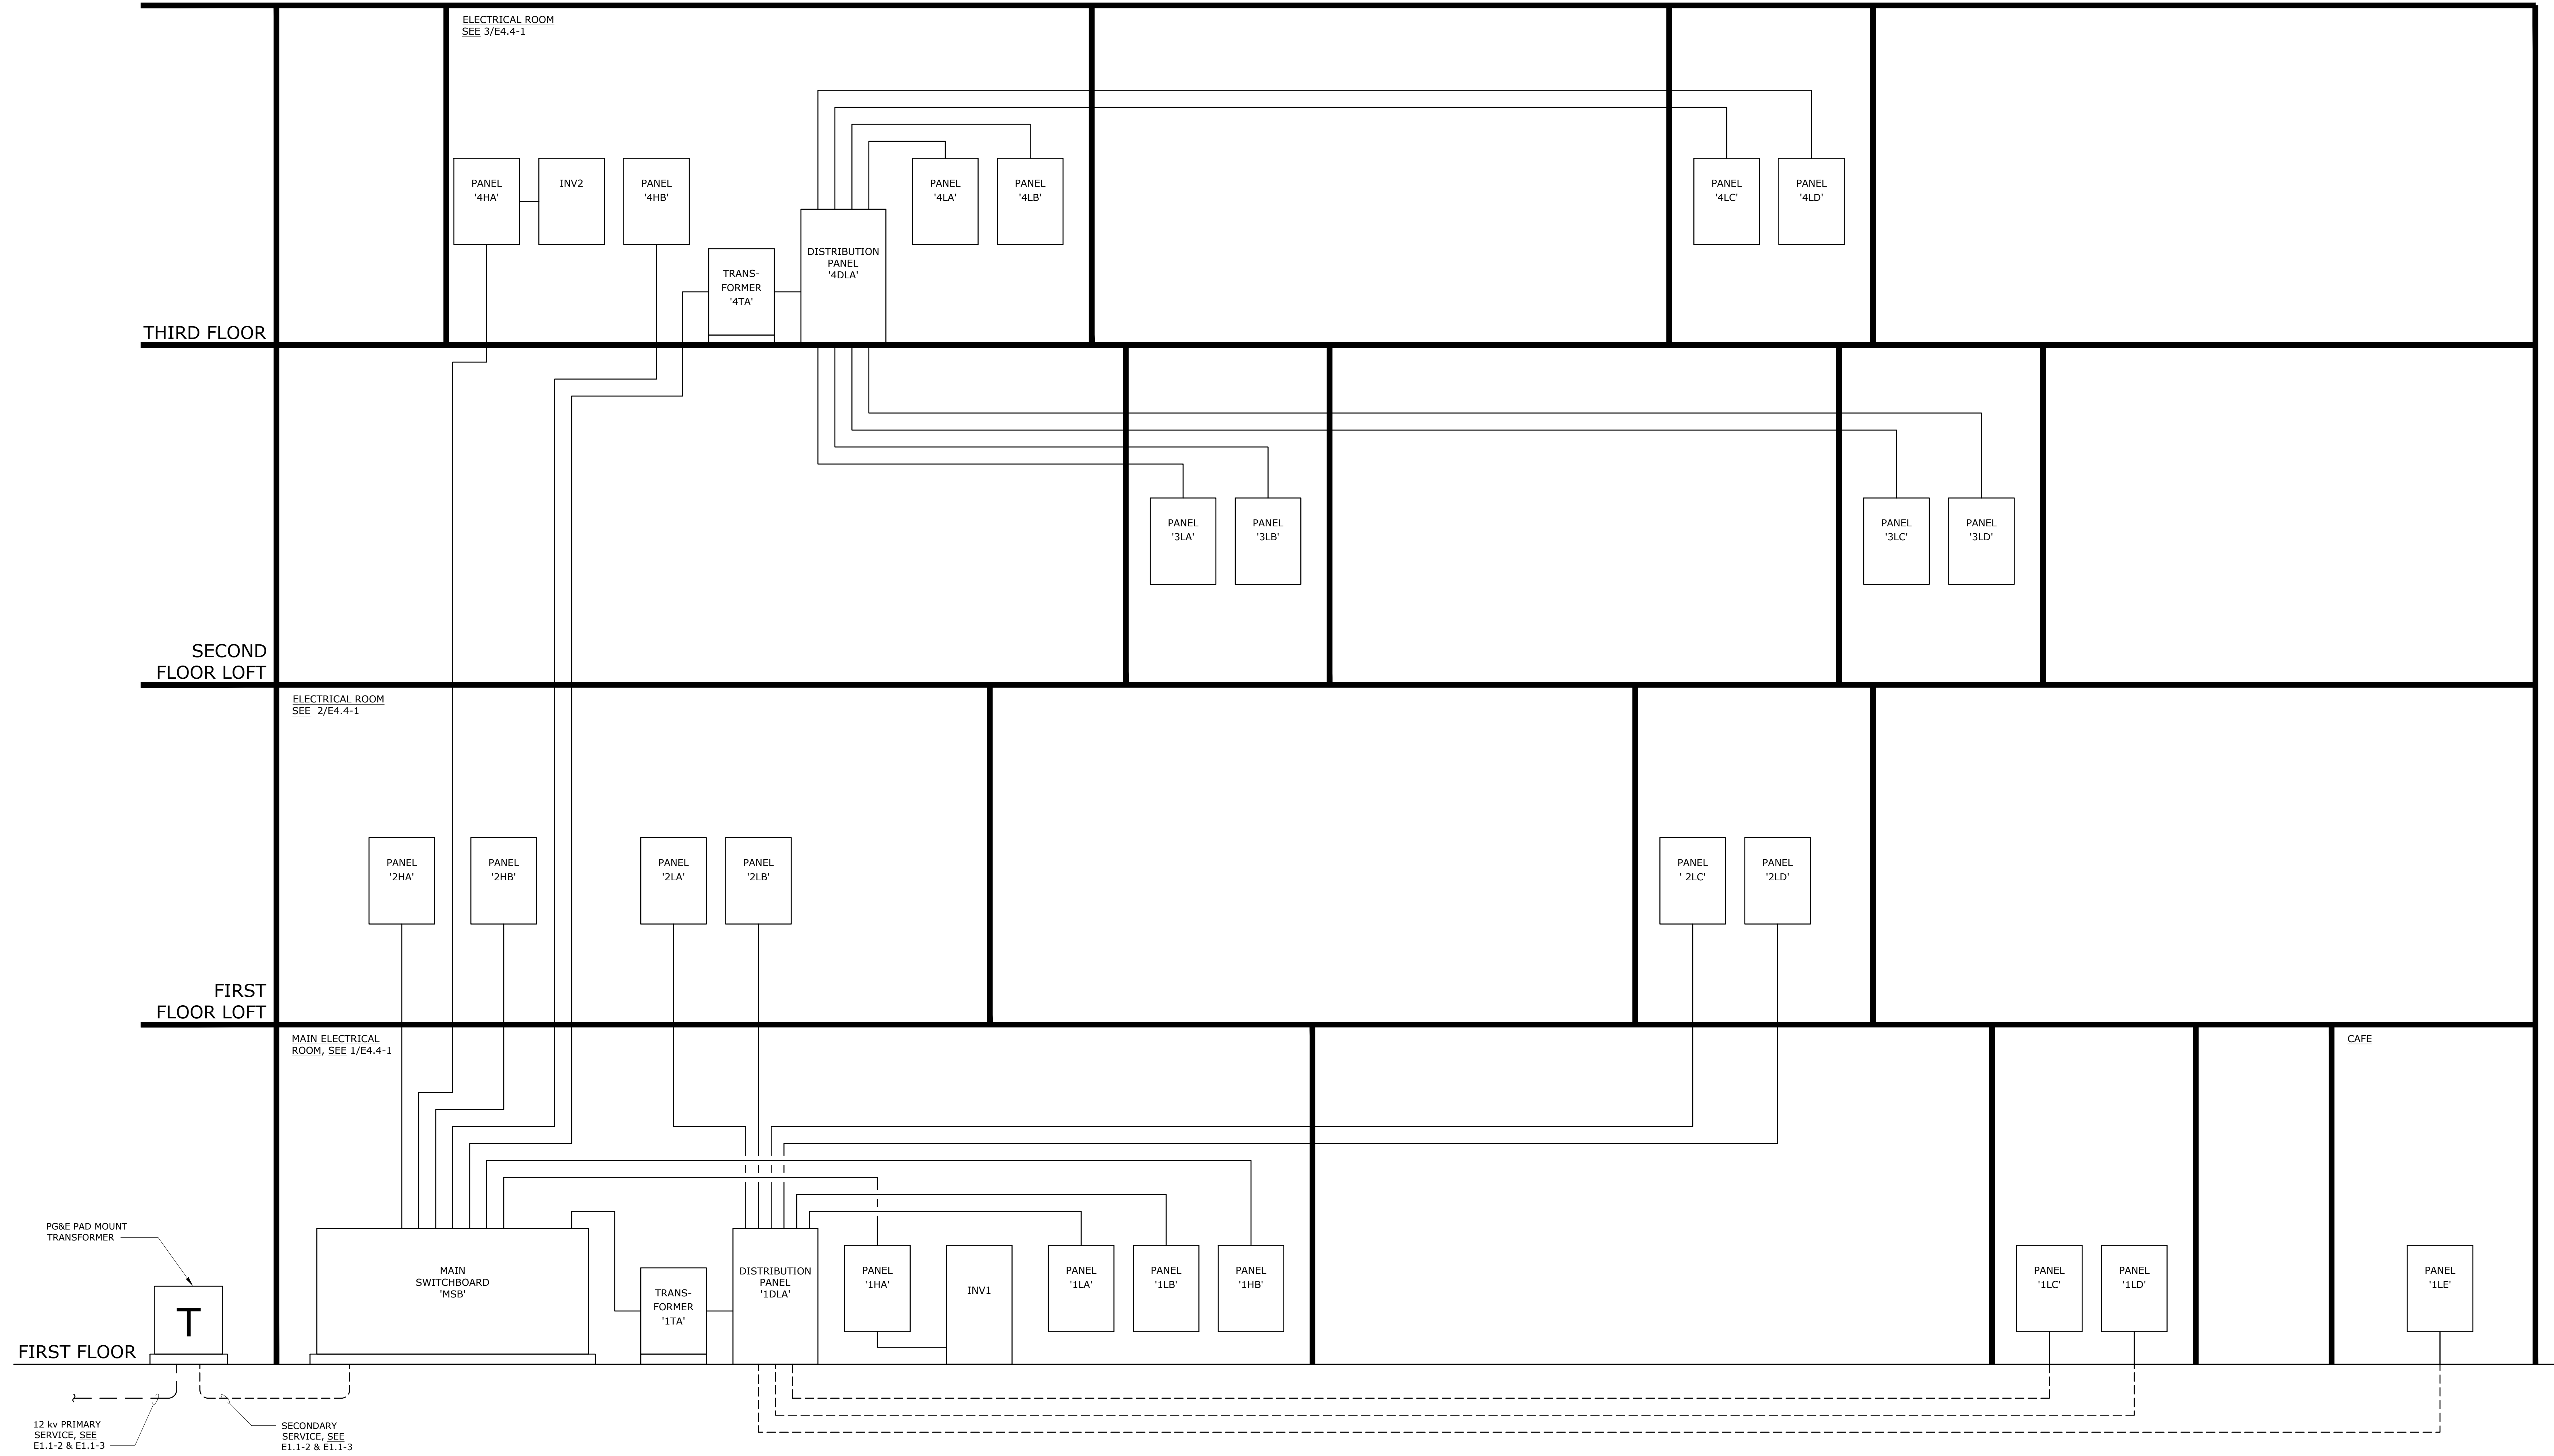 ELECTRICAL ROOM
SEE 3/E4.4-1
PANEL
'4HA'
INV2
PANEL
'4HB'
TRANS-
FORMER
'4TA'
DISTRIBUTION
PANEL
'4DLA'
PANEL
'4LA'
PANEL
'4LB'
PANEL
'4LC'
PANEL
'4LD'
THIRD FLOOR
PANEL
'3LA'
PANEL
'3LB'
PANEL
'3LC'
PANEL
'3LD'
SECOND
FLOOR LOFT
ELECTRICAL ROOM
SEE 2/E4.4-1
PANEL
'2HA'
PANEL
'2HB'
PANEL
'2LA'
PANEL
'2LB'
PANEL
' 2LC'
PANEL
'2LD'
FIRST
FLOOR LOFT
MAIN ELECTRICAL
ROOM, SEE 1/E4.4-1
CAFE
PG&E PAD MOUNT
TRANSFORMER
T
MAIN
SWITCHBOARD
'MSB'
TRANS-
FORMER
'1TA'
DISTRIBUTION
PANEL
'1DLA'
PANEL
'1HA'
INV1
PANEL
'1LA'
PANEL
'1LB'
PANEL
'1HB'
PANEL
'1LC'
PANEL
'1LD'
PANEL
'1LE'
FIRST FLOOR
12 kv PRIMARY
SERVICE, SEE
E1.1-2 & E1.1-3
SECONDARY
SERVICE, SEE
E1.1-2 & E1.1-3